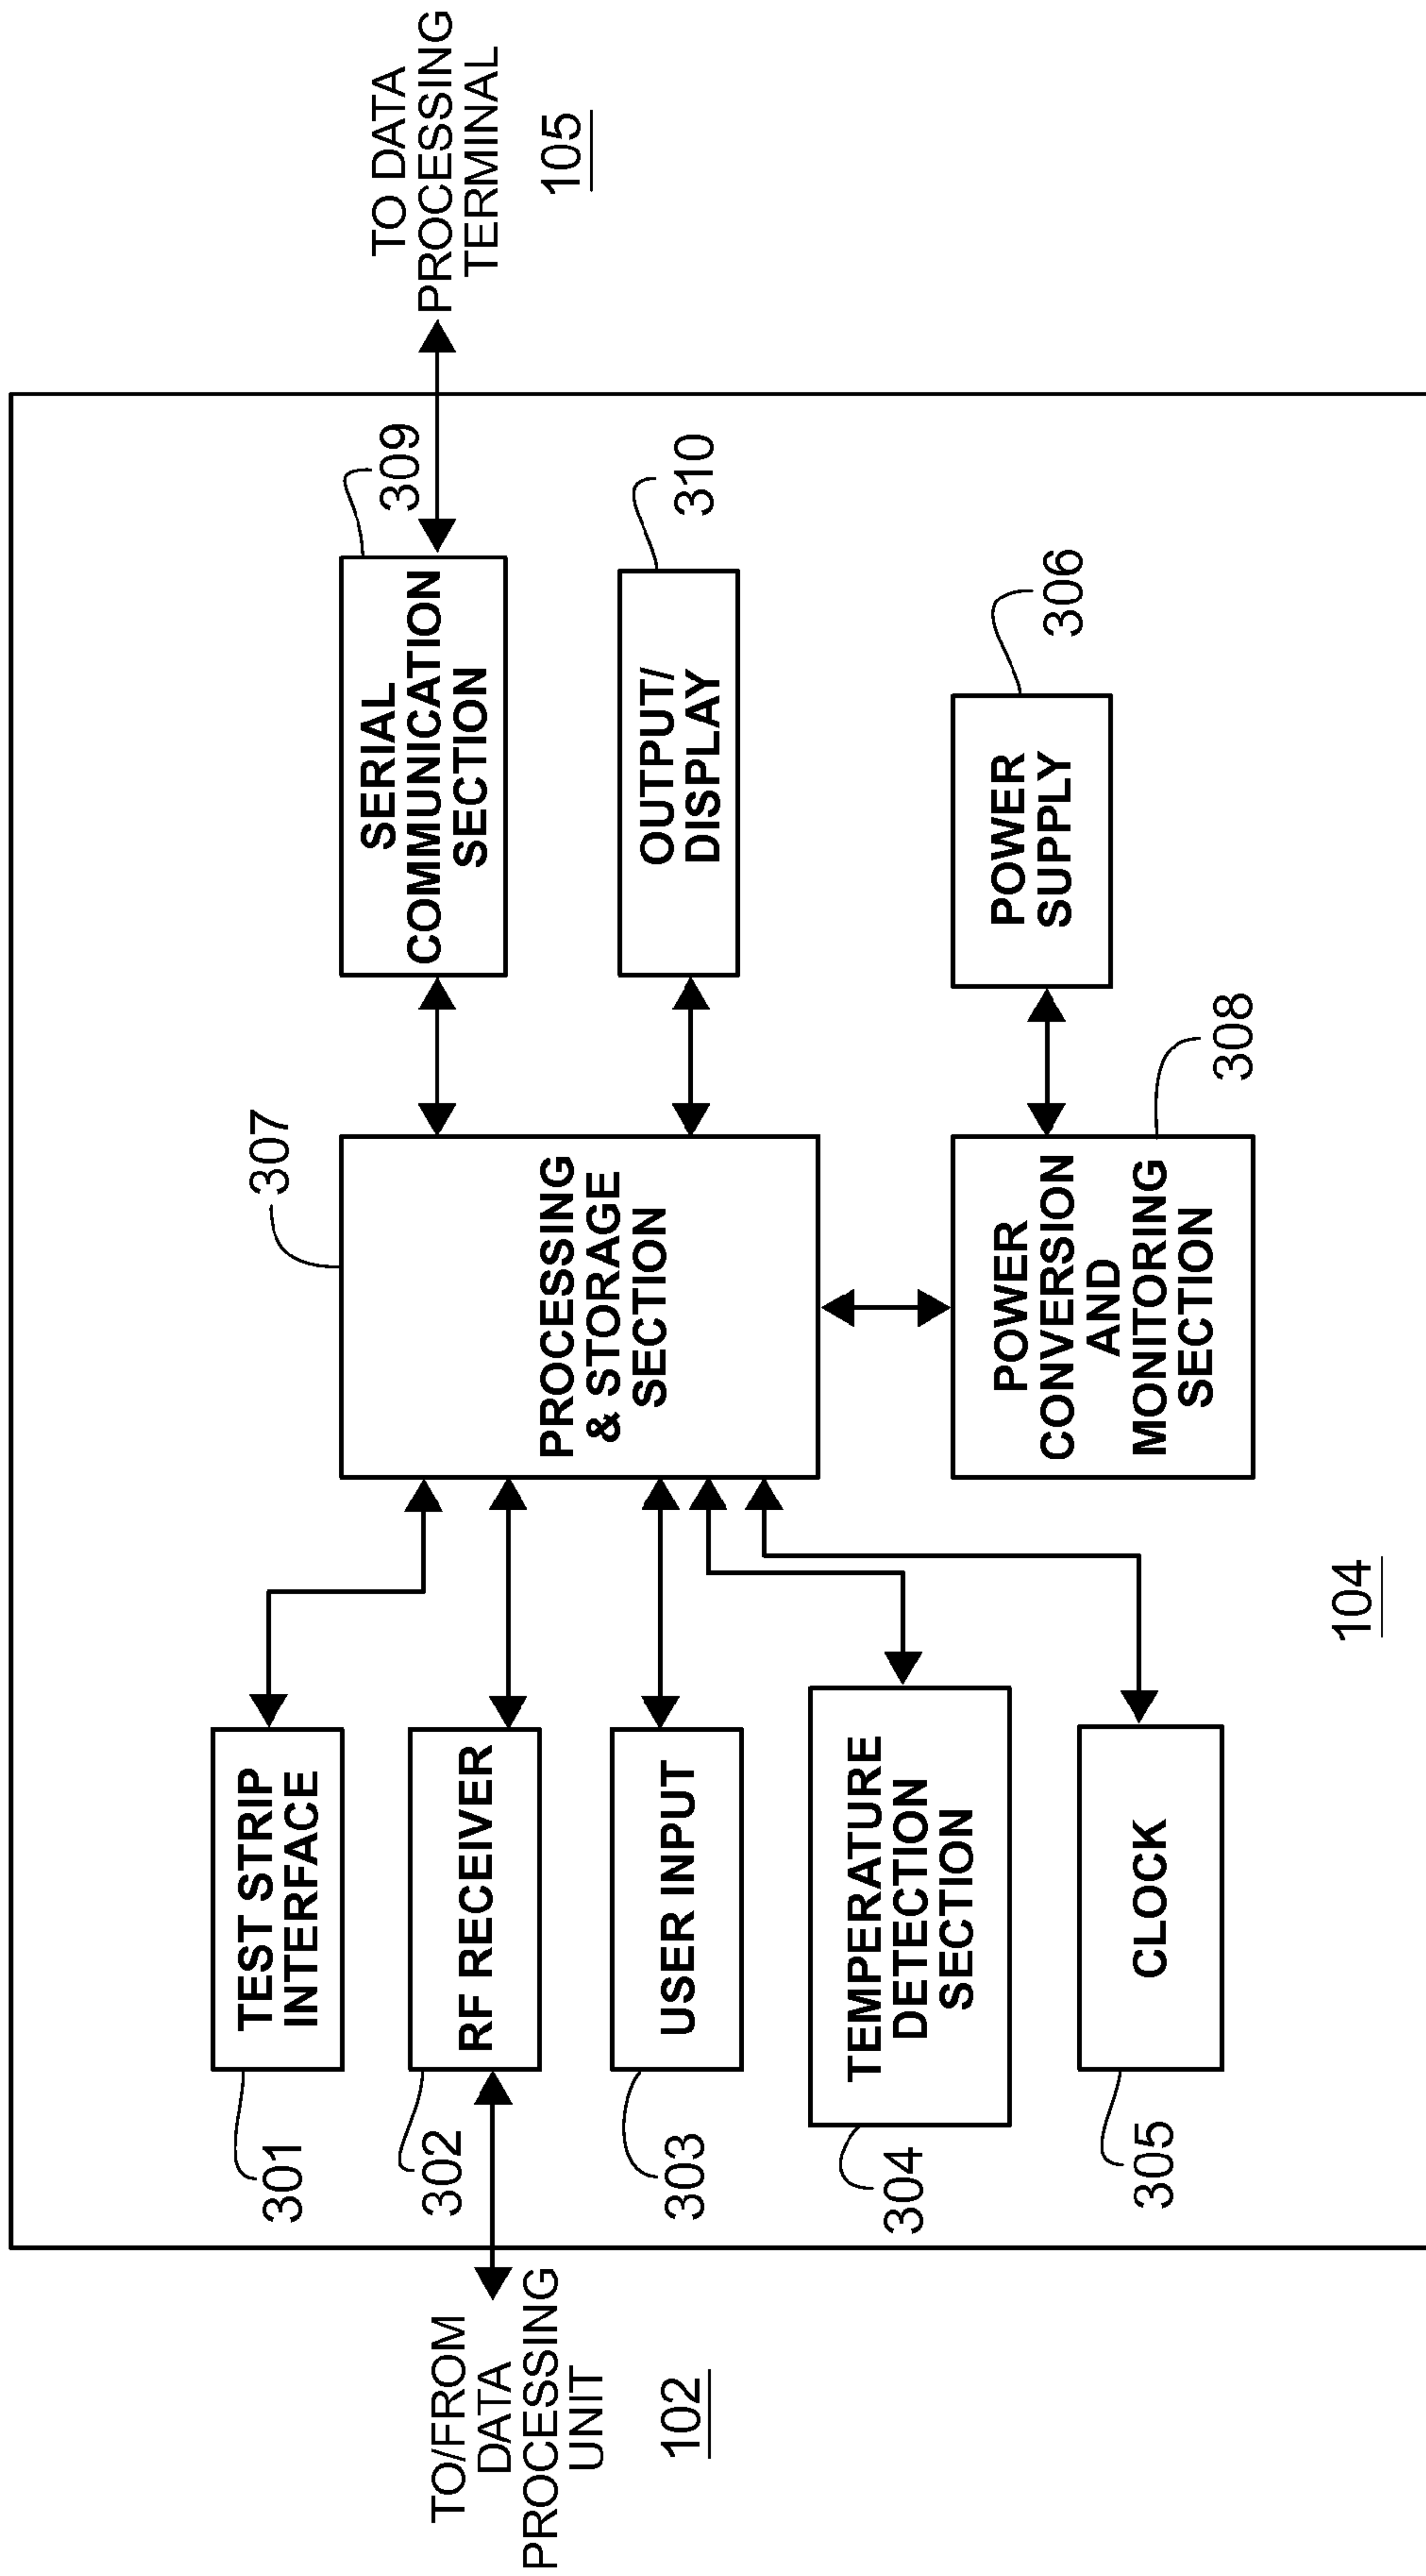 307
309
TO DATA
PROCESSING
TERMINAL
105
301
TEST STRIP
INTERFACE
SERIAL
COMMUNICATION
SECTION
TO/FROM
DATA
PROCESSING
UNIT
102
302
RF RECEIVER
PROCESSING
& STORAGE
SECTION
OUTPUT/
DISPLAY
310
303
USER INPUT
304
TEMPERATURE
DETECTION
SECTION
POWER
CONVERSION
AND
MONITORING
SECTION
308
POWER
SUPPLY
306
305
CLOCK
104